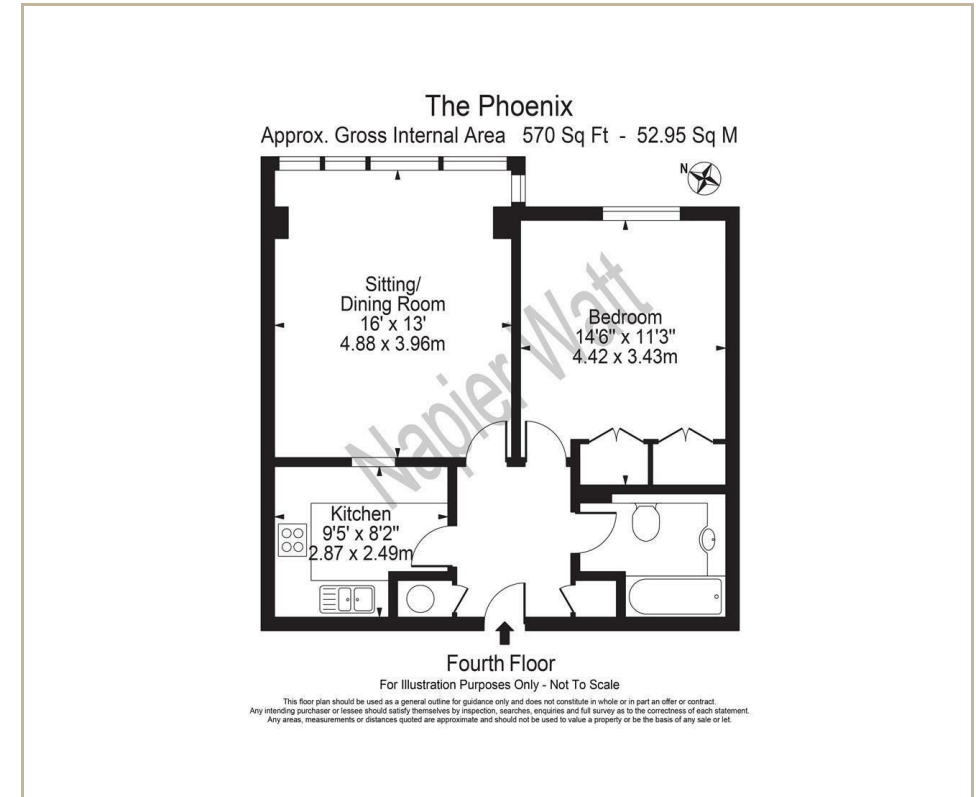 The Phoenix
Approx. Gross Internal Area 570 Sq Ft - 52.95 Sq M
N
Sitting/
Dining Room
16' x 13'
4.88 x 3.96m
Bedroom
14'6" x 11'3"
4.42 x 3.43m
Napier Watt
Kitchen
9'5' x 8'2"
2.87 x 2.49m
Fourth Floor
For Illustration Purposes Only - Not To Scale
This floor plan should be used as a general outline for guidance only and does not constitute in whole or in part an offer or contract.
Any intending purchaser or lessee should satisfy themselves by inspection, searches, enquiries and full survey as to the correctness of each statement.
Any areas, measurements or distances quoted are approximate and should not be used to value a property or be the basis of any sale or let.